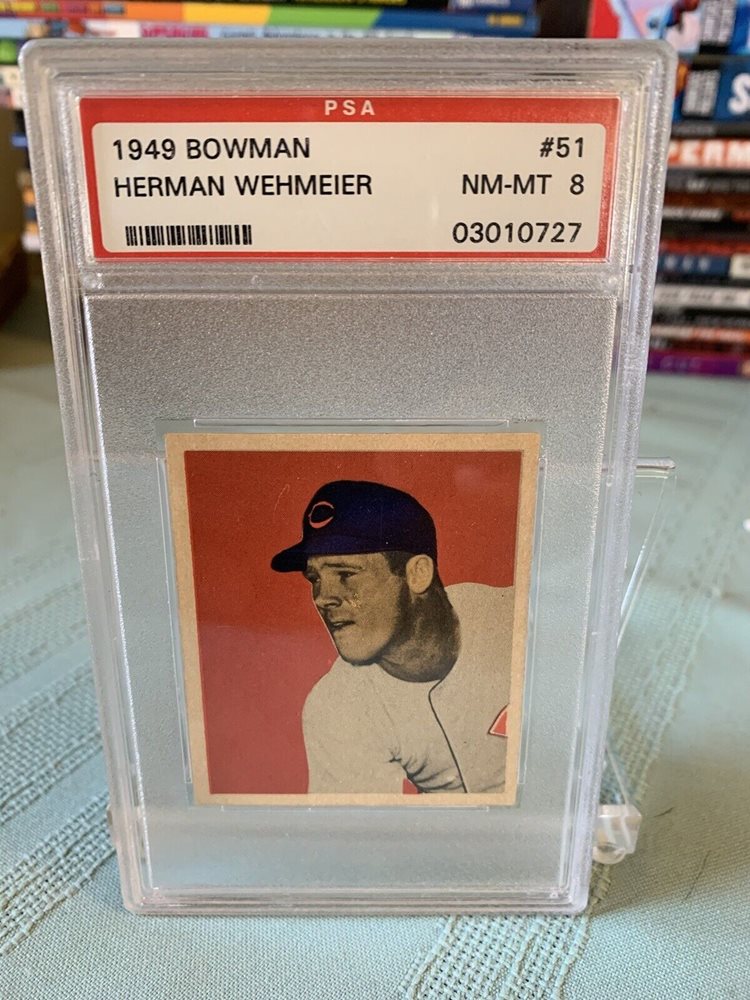 PSA
1949 BOWMAN #51
HERMAN WEHMEIER NM-MT 8
03010727
C